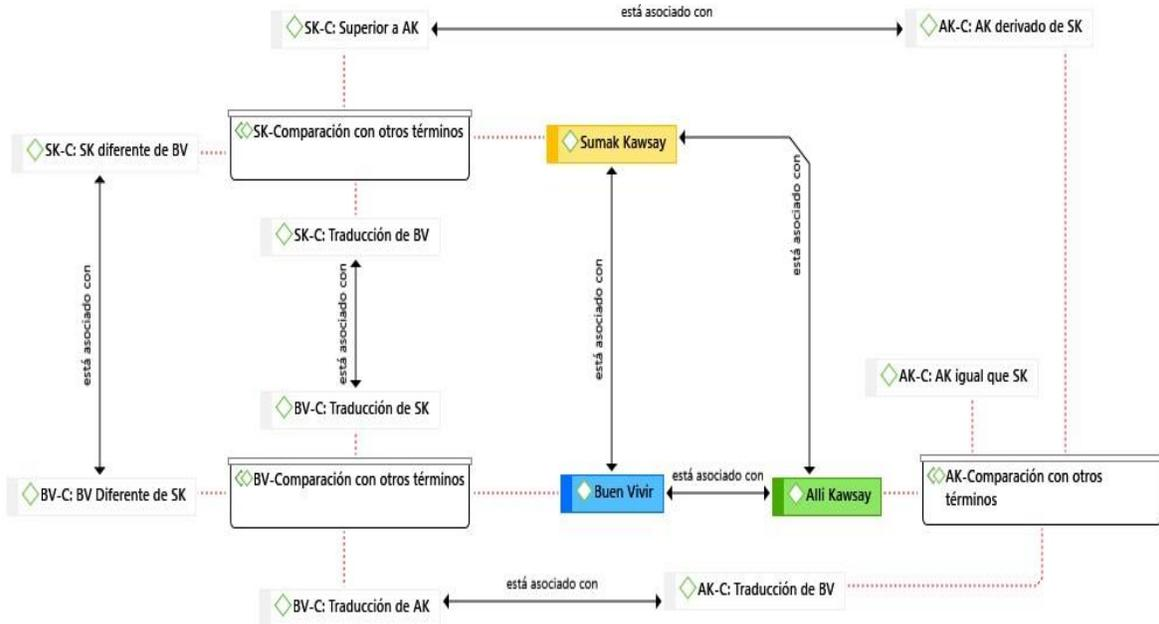 está asociado con
SK-C: Superior a AK
AK-C: AK derivado de SK
SK-Comparación con otros términos
Sumak Kawsay
SK-C: SK diferente de BV
está asociado con
SK-C: Traducción de BV
está asociado con
está asociado con
está asociado con
AK-C: AK igual que SK
BV-C: Traducción de SK
BV-Comparación con otros términos
está asociado con
AK-Comparación con otros
términos
BV-C: BV Diferente de SK
Buen Vivir
Alli Kawsay
está asociado con
AK-C: Traducción de BV
BV-C: Traducción de AK